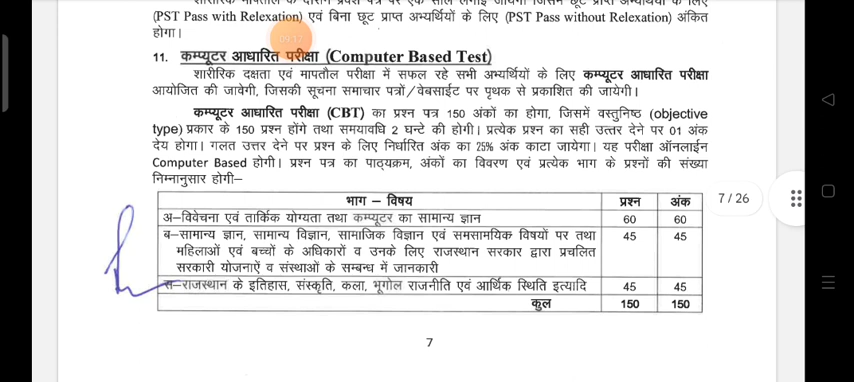 (PST Pass with Relexation) एवं बिना छूट प्राप्त अभ्यर्थियों के लिए (PST Pass without Relexation) अंकित
होगा।
19:17
11. कम्प्यूटर आधारित परीक्षा (Computer Based Test)
शारीरिक दक्षता एवं मापतौल परीक्षा में सफल रहे सभी अभ्यर्थियों के लिए कम्प्यूटर आधारित परीक्षा
आयोजित की जावेगी, जिसकी सूचना समाचार पत्रों/वेबसाईट पर पृथक से प्रकाशित की जायेगी।
कम्प्यूटर आधारित परीक्षा (CBT) का प्रश्न पत्र 150 अंकों का होगा, जिसमें वस्तुनिष्ठ (objective
type) प्रकार के 150 प्रश्न होंगे तथा समयावधि 2 घन्टे की होगी। प्रत्येक प्रश्न का सही उत्तर देने पर 01 अंक
देय होगा। गलत उत्तर देने पर प्रश्न के लिए निर्धारित अंक का 25% अंक काटा जायेगा। यह परीक्षा ऑनलाईन
Computer Based होगी। प्रश्न पत्र का पाठ्यक्रम, अंकों का विवरण एवं प्रत्येक भाग के प्रश्नों की संख्या
निम्नानुसार होगी–
भाग – विषय प्रश्न अंक
7 / 26
अ–विवेचना एवं तार्किक योग्यता तथा कम्प्यूटर का सामान्य ज्ञान 60 60
ब–सामान्य ज्ञान, सामान्य विज्ञान, सामाजिक विज्ञान एवं समसामयिक विषयों पर तथा 45 45
महिलाओं एवं बच्चों के अधिकारों व उनके लिए राजस्थान सरकार द्वारा प्रचलित
सरकारी योजनाऐं व संस्थाओं के सम्बन्ध में जानकारी
स–राजस्थान के इतिहास, संस्कृति, कला, भूगोल राजनीति एवं आर्थिक स्थिति इत्यादि 45 45
कुल 150 150
7